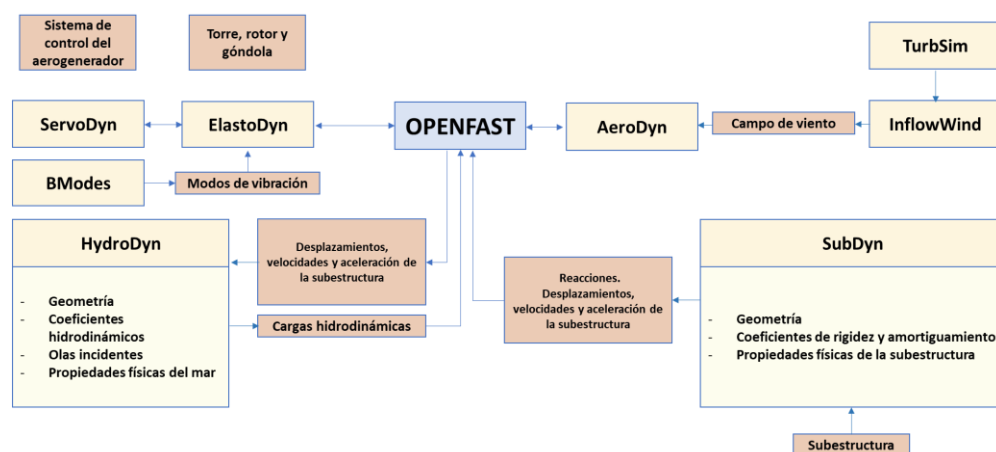 Sistema de
control del
aerogenerador
Torre, rotor y
góndola
TurbSim
ServoDyn
ElastoDyn
OPENFAST
AeroDyn
Campo de viento
InflowWind
BModes
Modos de vibración
HydroDyn
- Geometría
- Coeficientes
hidrodinámicos
- Olas incidentes
- Propiedades físicas del mar
Desplazamientos,
velocidades y aceleración de
la subestructura
Cargas hidrodinámicas
Reacciones.
Desplazamientos,
velocidades y aceleración de
la subestructura
SubDyn
- Geometría
- Coeficientes de rigidez y amortiguamiento
- Propiedades físicas de la subestructura
Subestructura